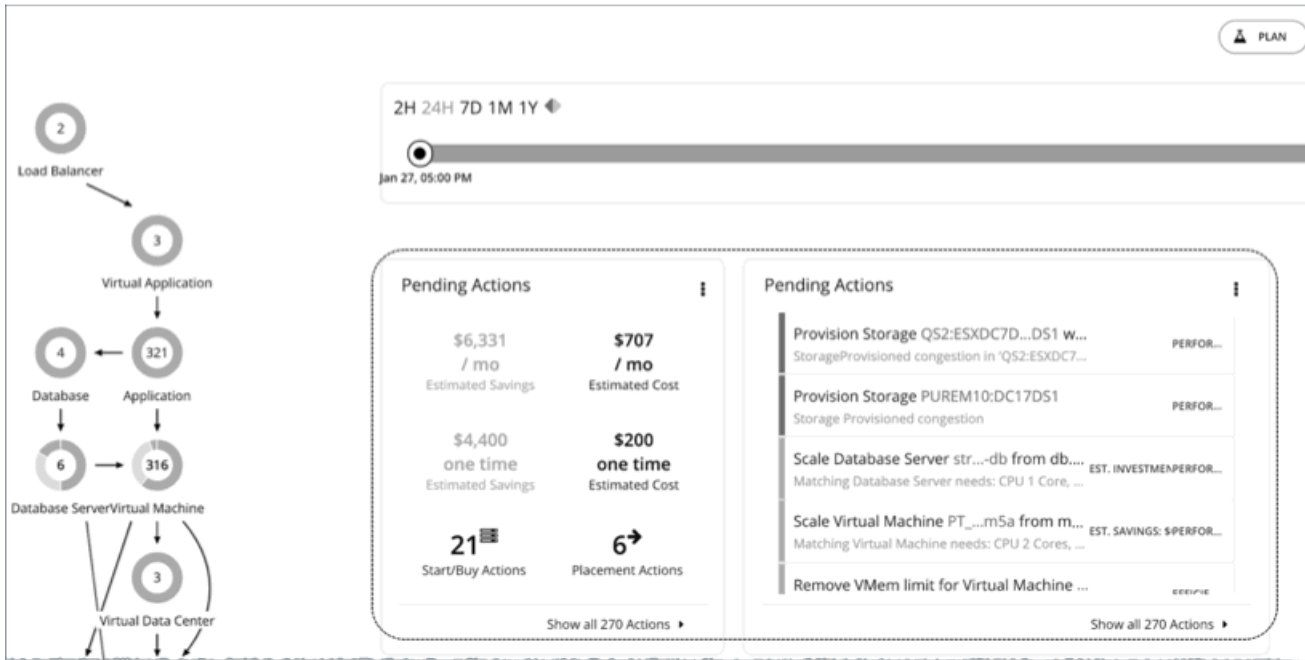 PLAN
2H 24H 7D 1M 1Y
Jan 27, 05:00 PM
2
Load Balancer
3
Virtual Application
4
321
Database
Application
6
316
Database Server
Virtual Machine
3
Virtual Data Center
Pending Actions
$6,331
/ mo
Estimated Savings
$707
/ mo
Estimated Cost
$4,400
one time
Estimated Savings
$200
one time
Estimated Cost
21
Start/Buy Actions
6
Placement Actions
Show all 270 Actions
Pending Actions
Provision Storage QS2:ESXDC7D...DS1 w...
StorageProvisioned congestion in 'QS2:ESXDC7...
PERFOR...
Provision Storage PUREM10:DC17DS1
Storage Provisioned congestion
PERFOR...
Scale Database Server str...-db from db....
Matching Database Server needs: CPU 1 Core, ...
EST. INVESTMEN PERFOR...
Scale Virtual Machine PT_...m5a from m...
Matching Virtual Machine needs: CPU 2 Cores, ...
EST. SAVINGS: $ PERFOR...
Remove VMem limit for Virtual Machine ...
Show all 270 Actions